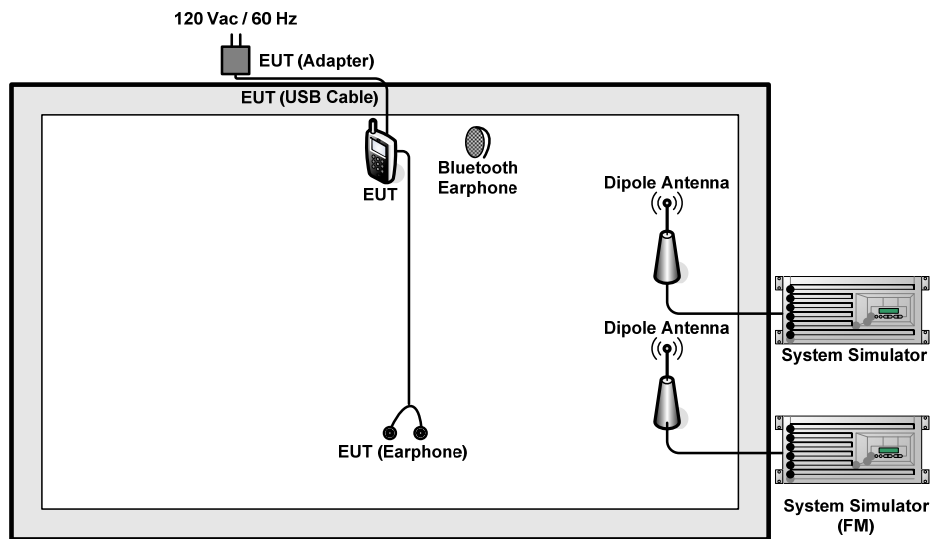 120 Vac / 60 Hz
EUT (Adapter)
EUT (USB Cable)
EUT
Bluetooth
Earphone
Dipole Antenna
System Simulator
Dipole Antenna
EUT (Earphone)
System Simulator
(FM)